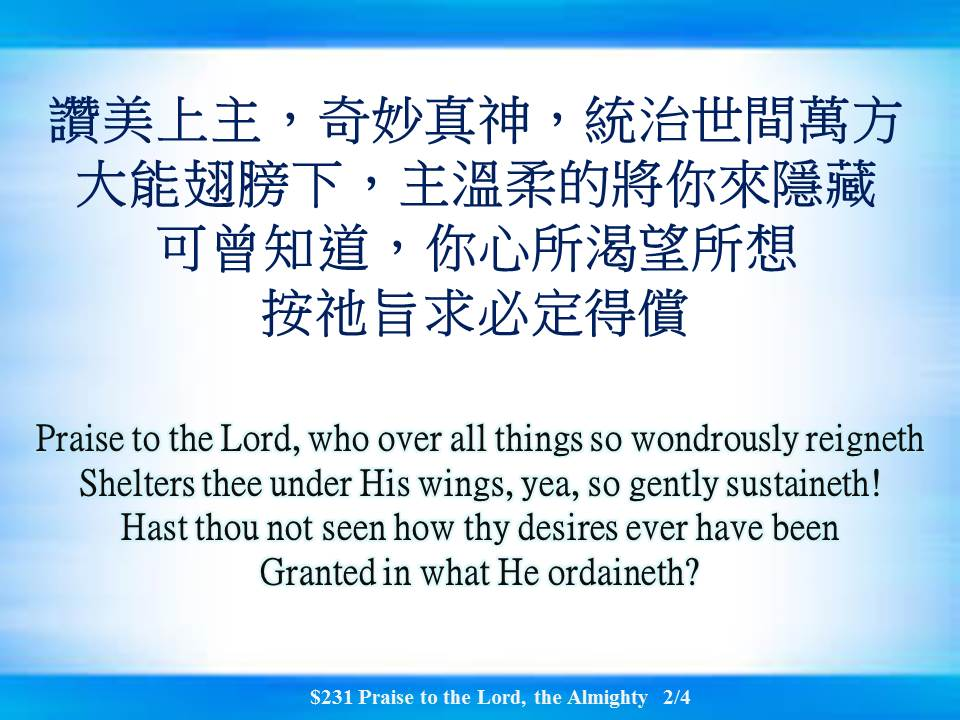 讚美上主，奇妙真神，統治世間萬方
大能翅膀下，主溫柔的將你來隱藏
可曾知道，你心所渴望所想
按祂旨求必定得償
Praise to the Lord, who over all things so wondrously reigneth
Shelters thee under His wings, yea, so gently sustaineth!
Hast thou not seen how thy desires ever have been
Granted in what He ordaineth?
$231 Praise to the Lord, the Almighty 2/4